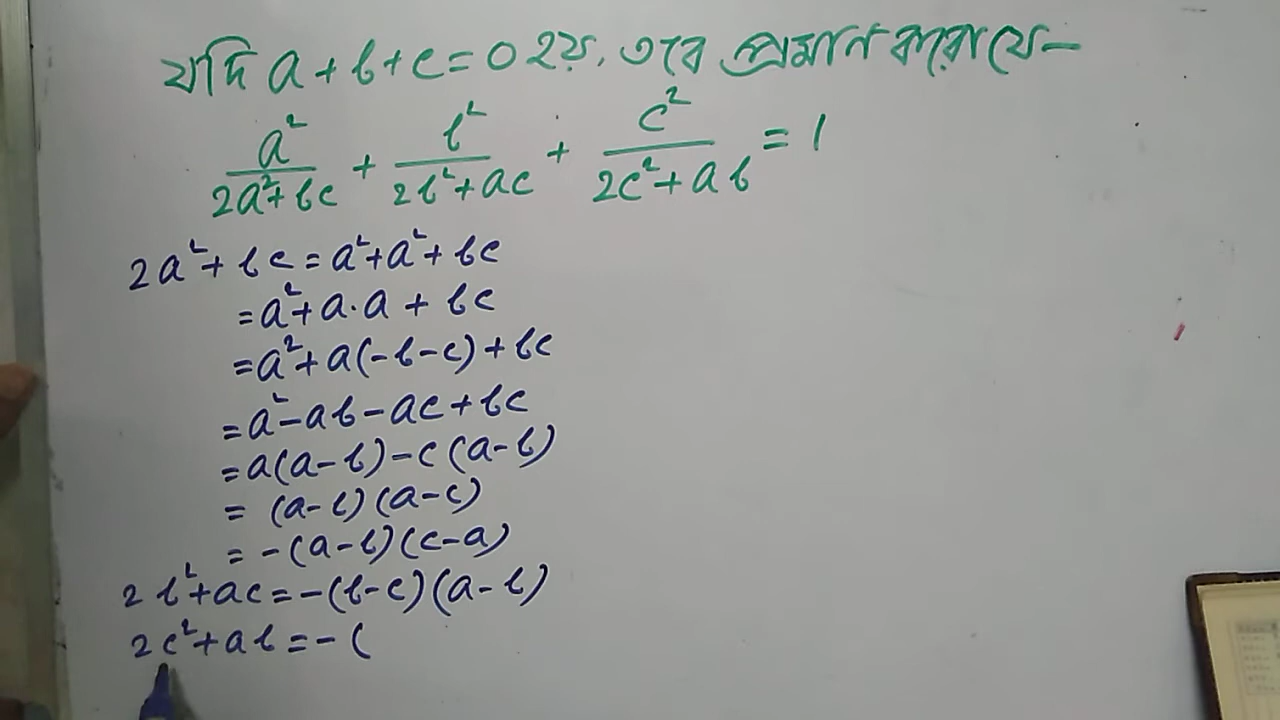 যদি a+b+c=0 হয়, তবে প্রমাণ করো যে—
a²/(2a²+bc) + b²/(2b²+ac) + c²/(2c²+ab) = 1
2a²+bc = a²+a²+bc
= a²+a·a+bc
= a²+a(-b-c)+bc
= a²-ab-ac+bc
= a(a-b)-c(a-b)
= (a-b)(a-c)
= -(a-b)(c-a)
2b²+ac = -(b-c)(a-b)
2c²+ab = -(